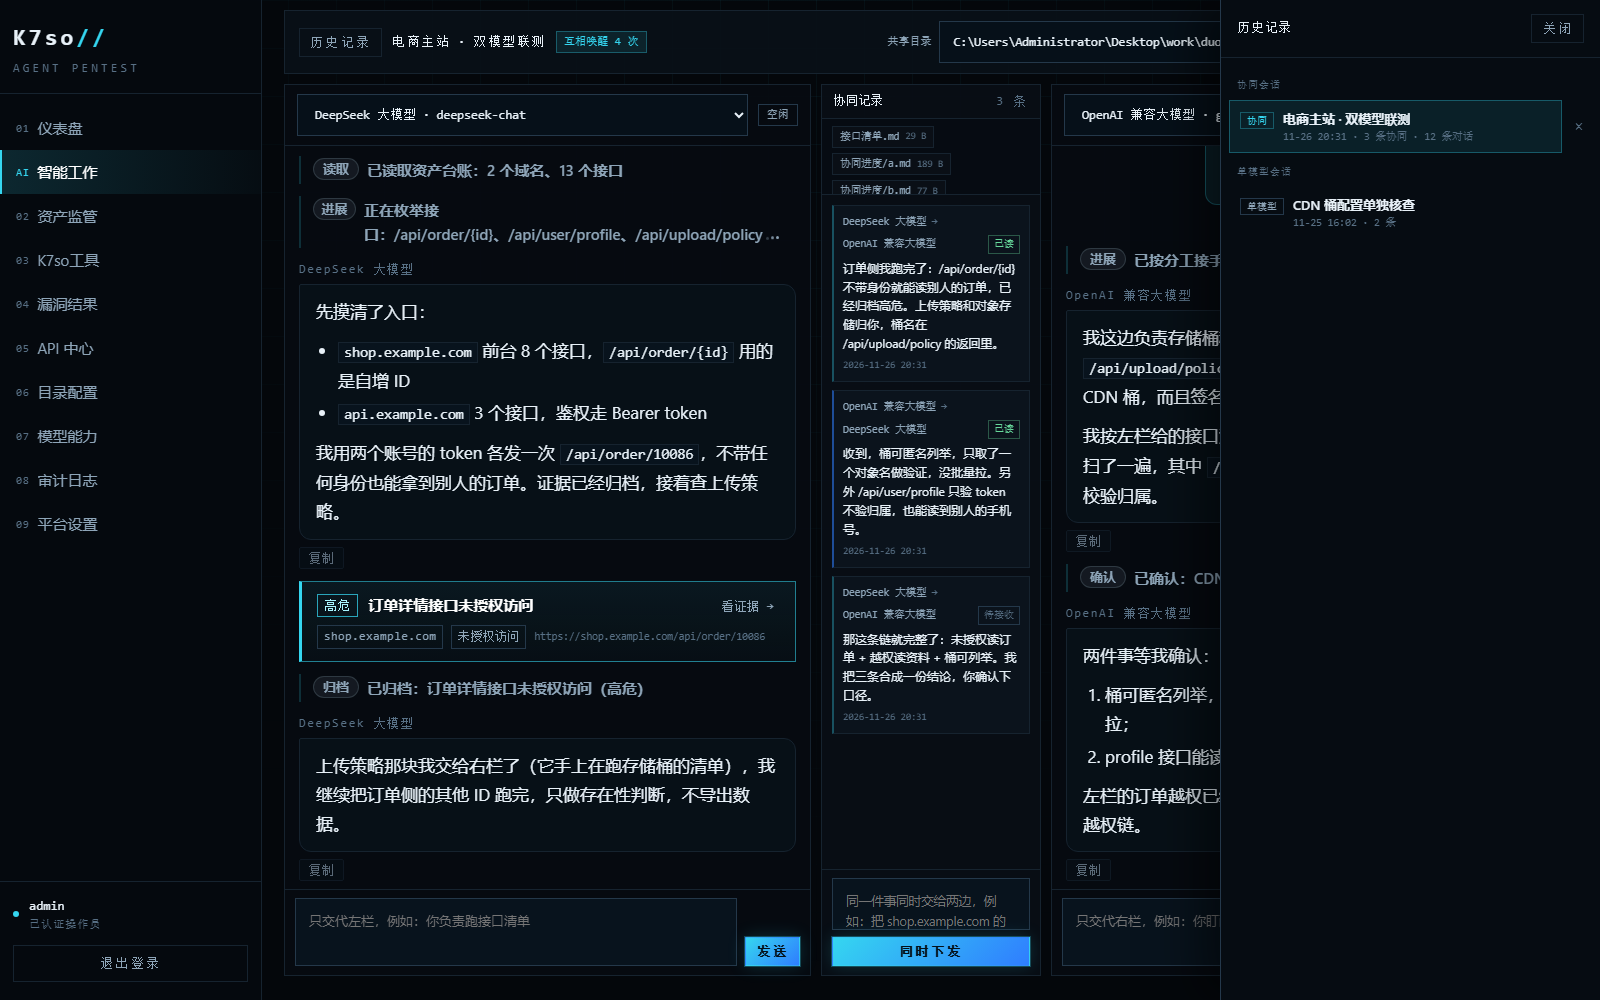 K7so//
AGENT PENTEST
01 仪表盘
AI 智能工作
02 资产监管
03 K7so工具
04 漏洞结果
05 API 中心
06 目录配置
07 模型能力
08 审计日志
09 平台设置
admin
已认证操作员
退出登录
历史记录 电商主站 · 双模型联测 互相唤醒 4 次 共享目录 C:\Users\Administrator\Desktop\work\duo
DeepSeek 大模型 · deepseek-chat 空闲
读取 已读取资产台账：2 个域名、13 个接口
进展 正在枚举接
口：/api/order/{id}、/api/user/profile、/api/upload/policy ...
DeepSeek 大模型
先摸清了入口：
• shop.example.com 前台 8 个接口，/api/order/{id} 用的
是自增 ID
• api.example.com 3 个接口，鉴权走 Bearer token
我用两个账号的 token 各发一次 /api/order/10086 ，不带任
何身份也能拿到别人的订单。证据已经归档，接着查上传策
略。
复制
高危 订单详情接口未授权访问 看证据 →
shop.example.com 未授权访问 https://shop.example.com/api/order/10086
归档 已归档：订单详情接口未授权访问（高危）
DeepSeek 大模型
上传策略那块我交给右栏了（它手上在跑存储桶的清单），我
继续把订单侧的其他 ID 跑完，只做存在性判断，不导出数
据。
复制
只交代左栏，例如：你负责跑接口清单
发送
协同记录 3 条
接口清单.md 29 B
协同进度/a.md 189 B
协同进度/b.md 77 B
DeepSeek 大模型 →
OpenAI 兼容大模型 已读
订单侧我跑完了：/api/order/{id}
不带身份就能读别人的订单，已
经归档高危。上传策略和对象存
储归你，桶名在
/api/upload/policy 的返回里。
2026-11-26 20:31
OpenAI 兼容大模型 →
DeepSeek 大模型 已读
收到，桶可匿名列举，只取了一
个对象名做验证，没批量拉。另
外 /api/user/profile 只验 token
不验归属，也能读到别人的手机
号。
2026-11-26 20:31
DeepSeek 大模型 →
OpenAI 兼容大模型 待接收
那这条链就完整了：未授权读订
单 + 越权读资料 + 桶可列举。我
把三条合成一份结论，你确认下
口径。
2026-11-26 20:31
同一件事同时交给两边，例
如：把 shop.example.com 的
同时下发
OpenAI 兼容大模型 ·
进展 已按分工接手
OpenAI 兼容大模型
我这边负责存储桶
/api/upload/polic
CDN 桶，而且签名
我按左栏给的接口
扫了一遍，其中 /
校验归属。
复制
确认 已确认：CDN
OpenAI 兼容大模型
两件事等我确认：
1. 桶可匿名列举，
拉；
2. profile 接口能读
左栏的订单越权已
越权链。
复制
只交代右栏，例如：你盯
历史记录 关闭
协同会话
协同 电商主站 · 双模型联测
11-26 20:31 · 3 条协同 · 12 条对话 ×
单模型会话
单模型 CDN 桶配置单独核查
11-25 16:02 · 2 条